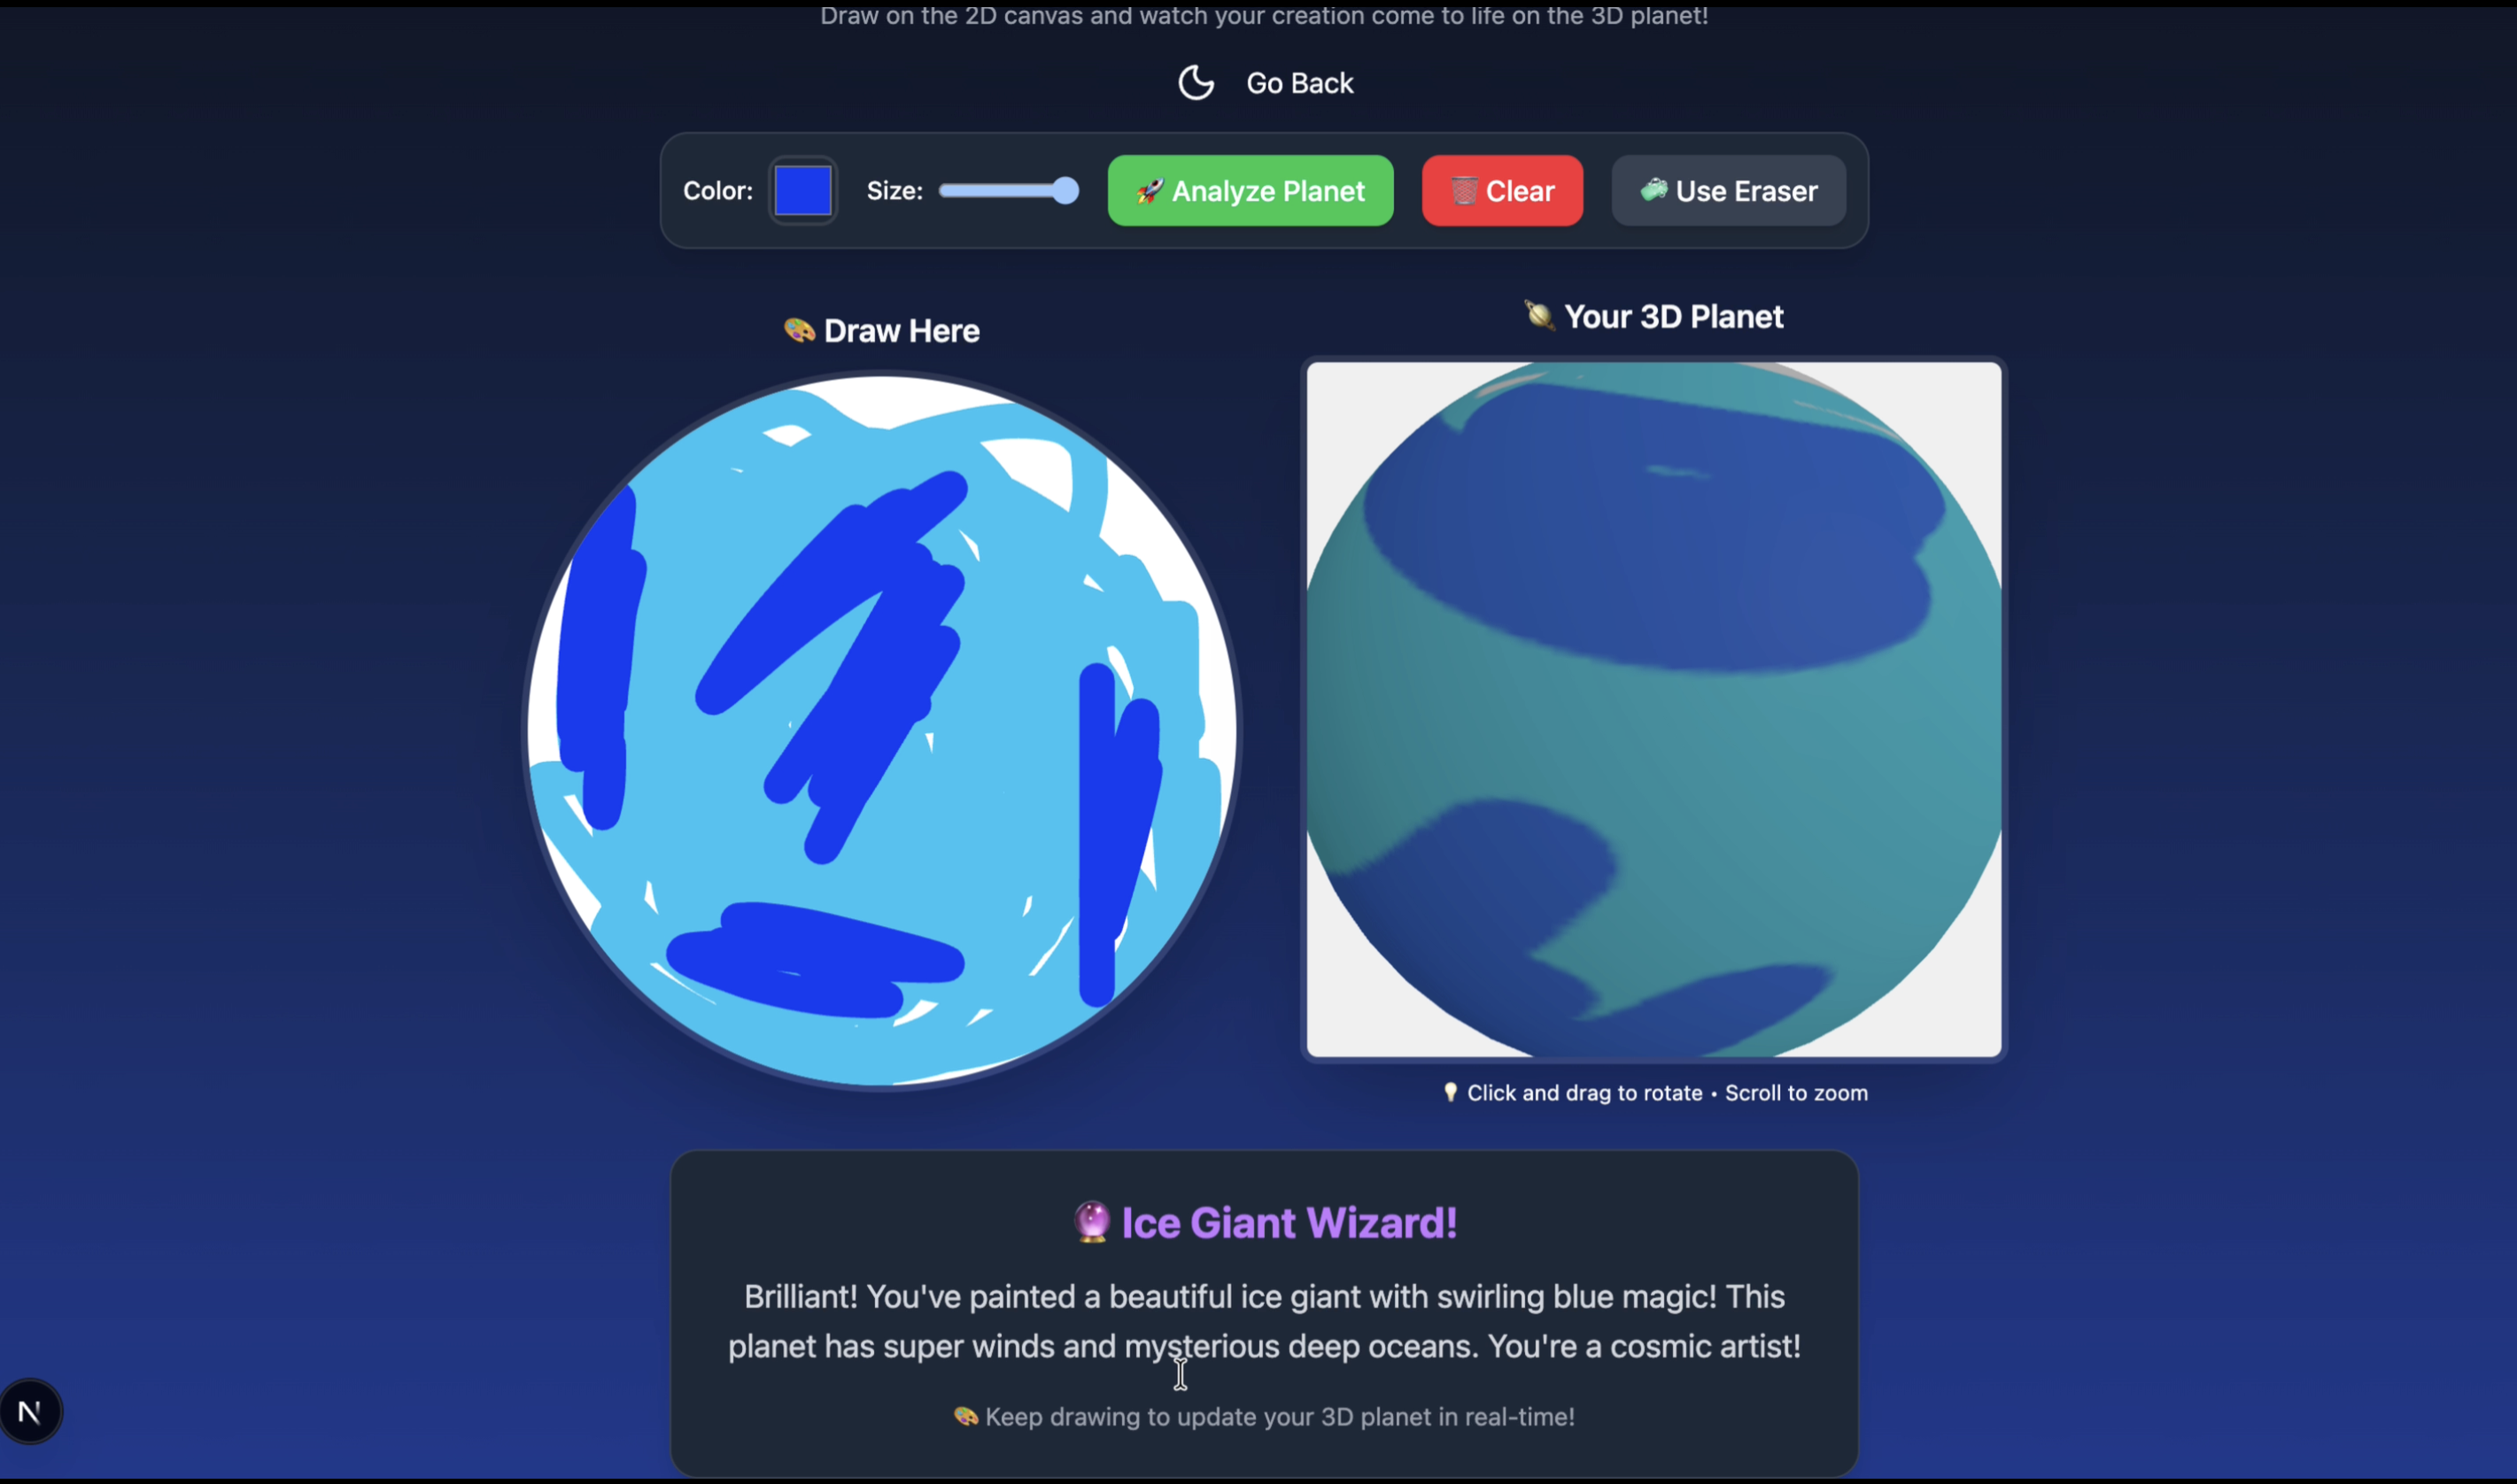 Draw on the 2D canvas and watch your creation come to life on the 3D planet!
Go Back
Color:
Size:
🚀 Analyze Planet
🗑️ Clear
🧼 Use Eraser
🎨 Draw Here
🪐 Your 3D Planet
💡 Click and drag to rotate • Scroll to zoom
🔮 Ice Giant Wizard!
Brilliant! You've painted a beautiful ice giant with swirling blue magic! This
planet has super winds and mysterious deep oceans. You're a cosmic artist!
🎨 Keep drawing to update your 3D planet in real-time!
N